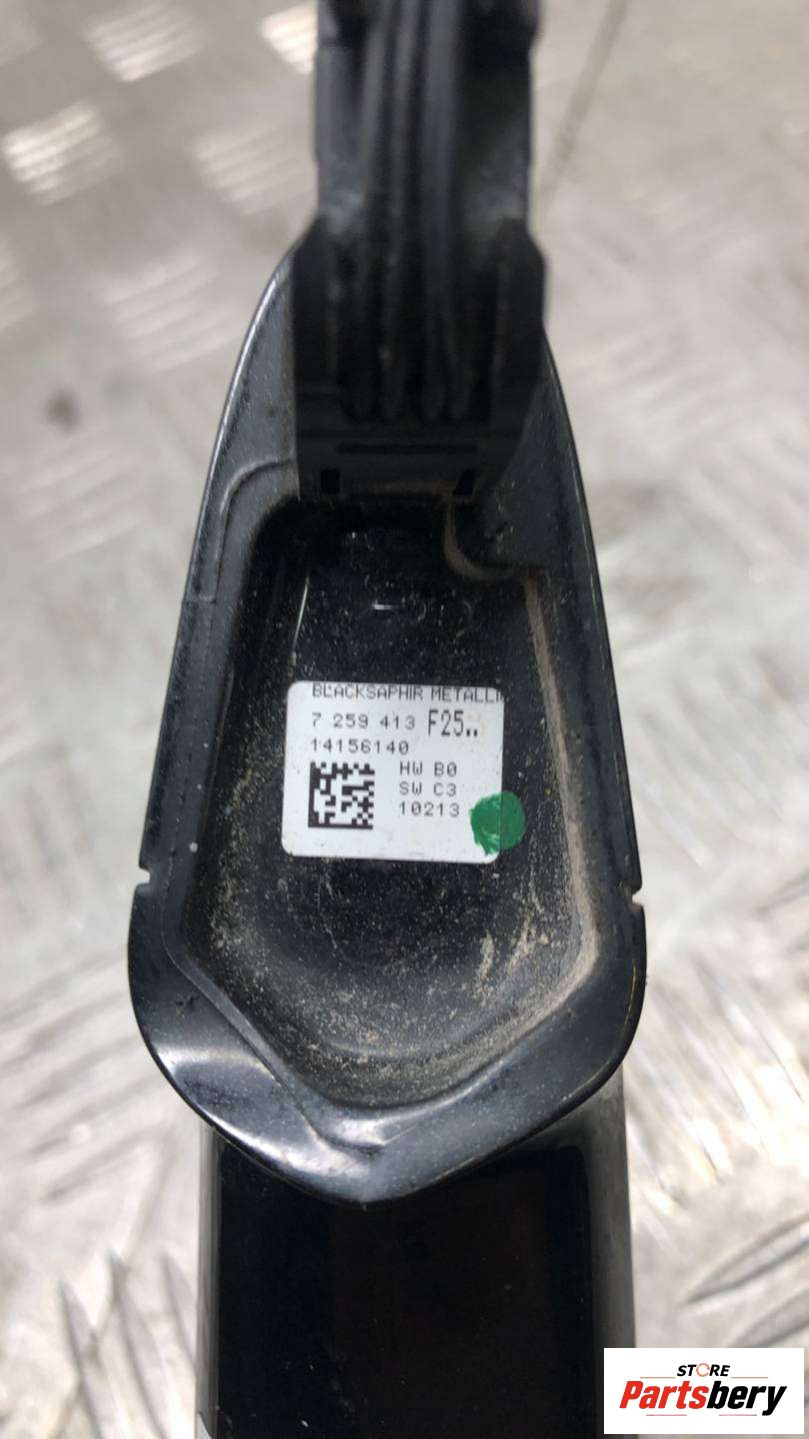 BLACKSAPHIR METALLI
7 259 413 F25..
14156140
HW B0
SW C3
10213
STORE
Partsbery